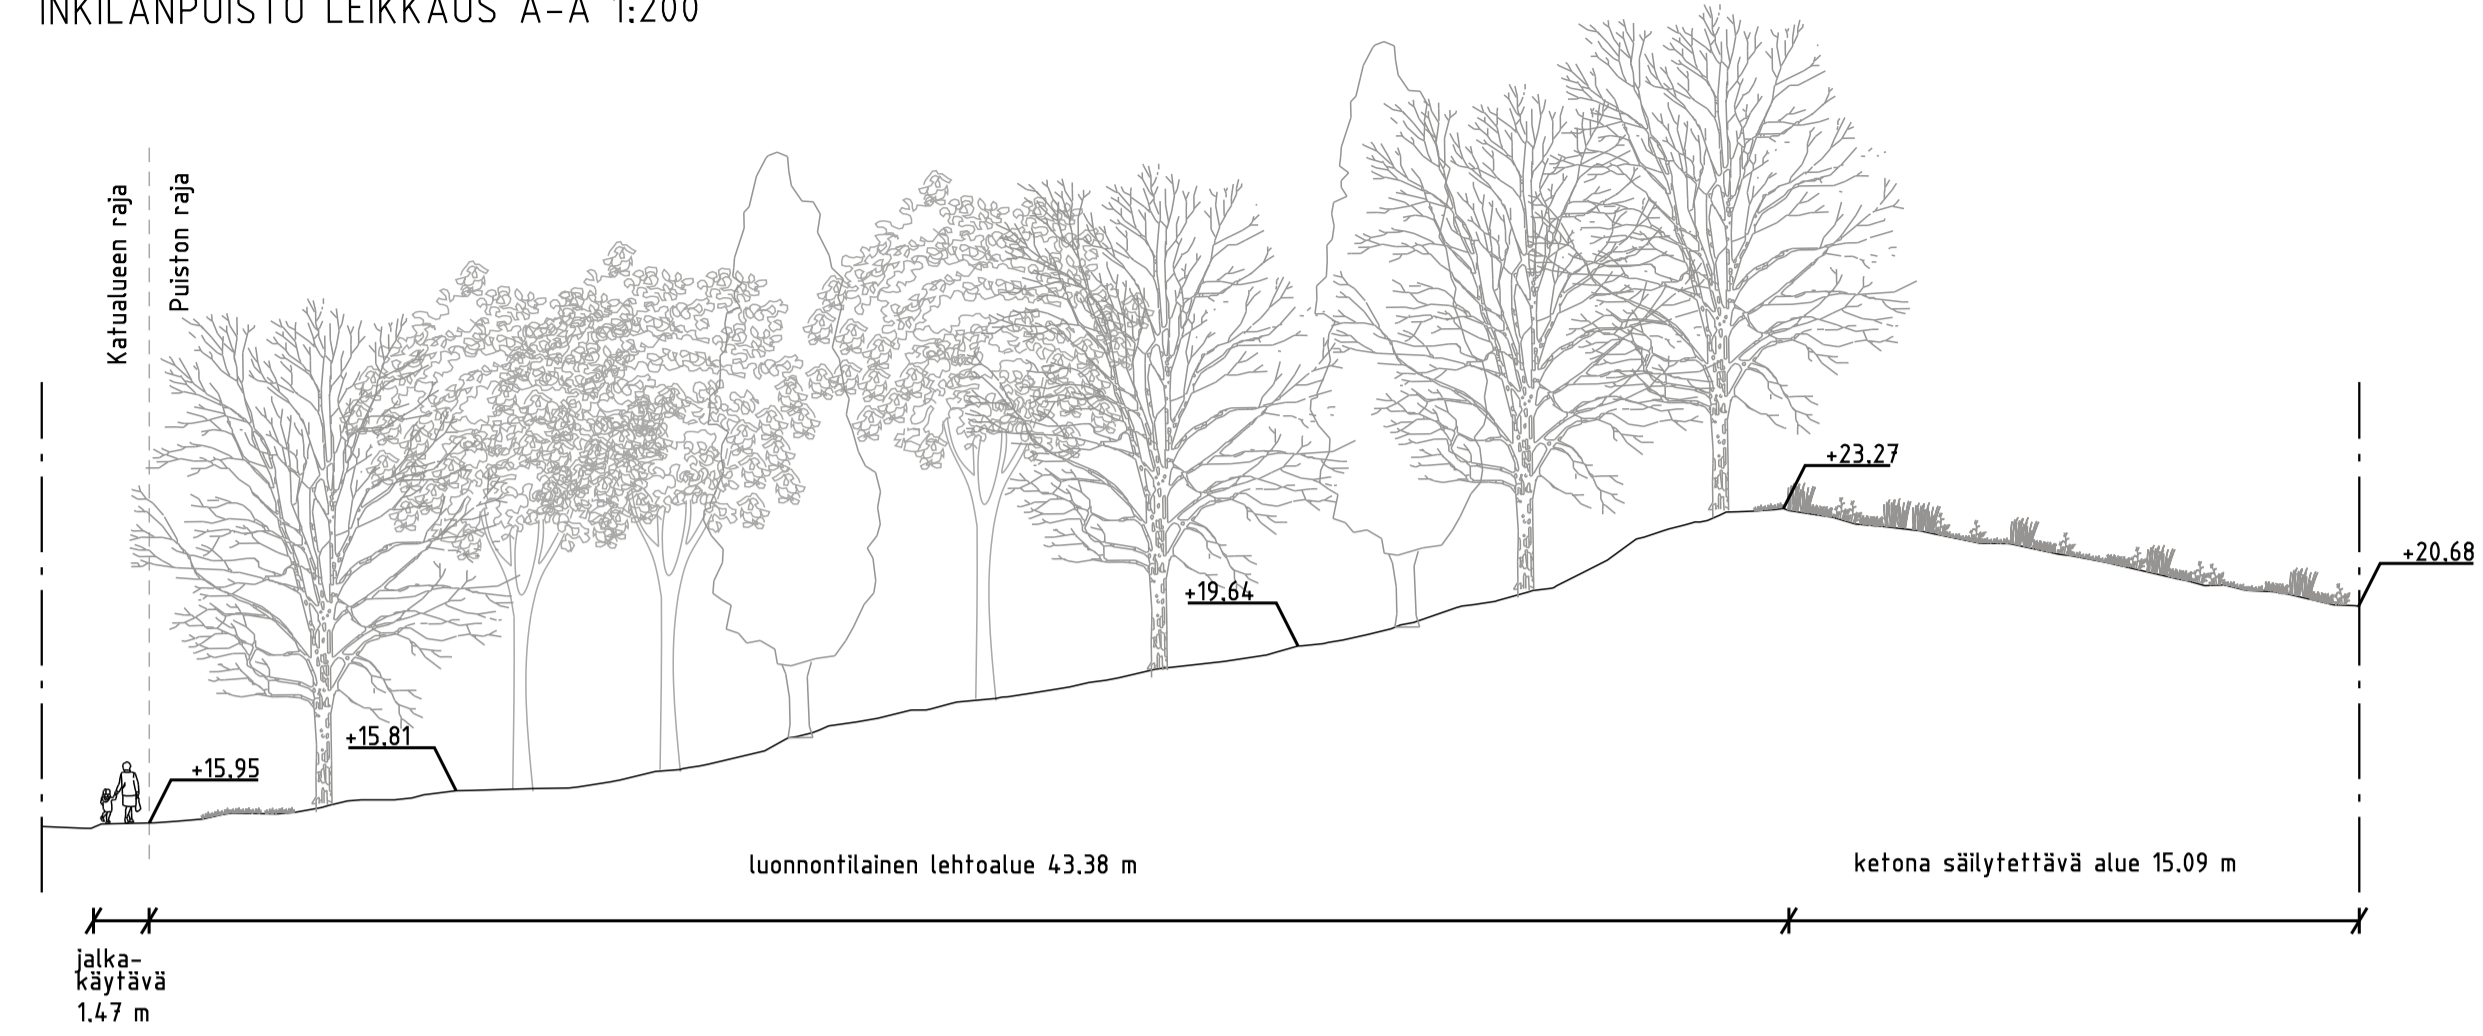 INKILÄNPUISTO LEIKKAUS A-A 1:200
Katualueen raja
Puiston raja
+23.27
+20.68
+19.64
+15.81
+15.95
luonnontilainen lehtoalue 43.38 m
ketona säilytettävä alue 15.09 m
jalka-
käytävä
1.47 m